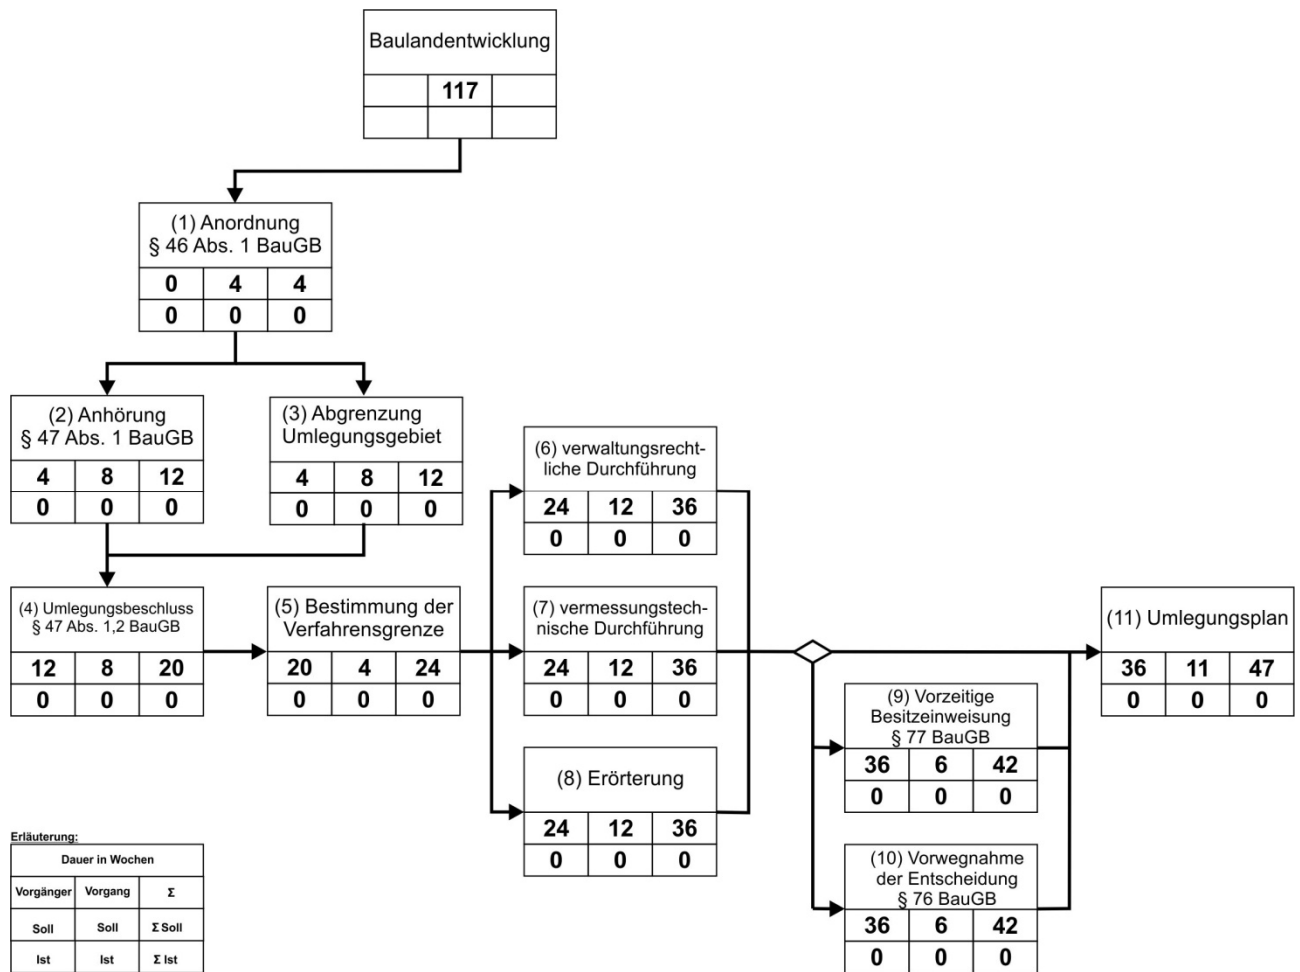 Baulandentwicklung
117
(1) Anordnung
§ 46 Abs. 1 BauGB
0 4 4
0 0 0
(2) Anhörung
§ 47 Abs. 1 BauGB
4 8 12
0 0 0
(3) Abgrenzung
Umlegungsgebiet
4 8 12
0 0 0
(4) Umlegungsbeschluss
§ 47 Abs. 1,2 BauGB
12 8 20
0 0 0
(5) Bestimmung der
Verfahrensgrenze
20 4 24
0 0 0
(6) verwaltungsrecht-
tliche Durchführung
24 12 36
0 0 0
(7) vermessungstech-
nische Durchführung
24 12 36
0 0 0
(8) Erörterung
24 12 36
0 0 0
(9) Vorzeitige
Besitzeinweisung
§ 77 BauGB
36 6 42
0 0 0
(10) Vorwegnahme
der Entscheidung
§ 76 BauGB
36 6 42
0 0 0
(11) Umlegungsplan
36 11 47
0 0 0
Erläuterung:
Dauer in Wochen
Vorgänger Vorgang Σ
Soll Soll Σ Soll
Ist Ist Σ Ist